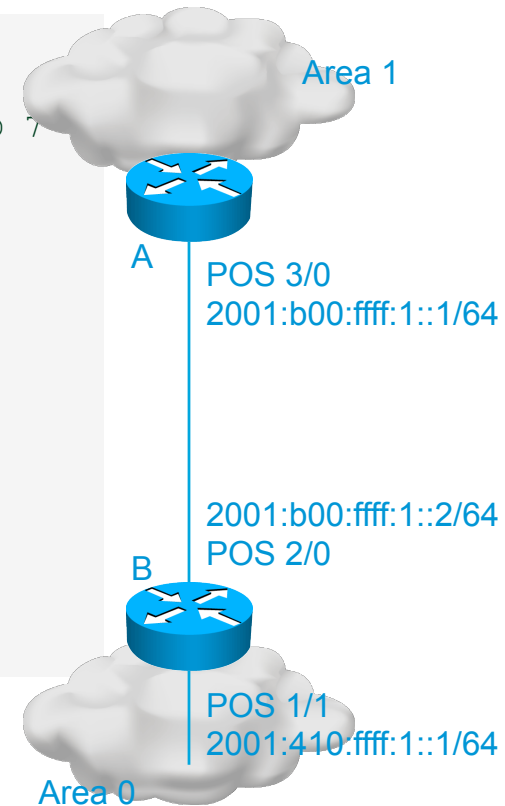 Area 1
7
A
POS 3/0
2001:b00:ffff:1::1/64
2001:b00:ffff:1::2/64
POS 2/0
B
POS 1/1
2001:410:ffff:1::1/64
Area 0